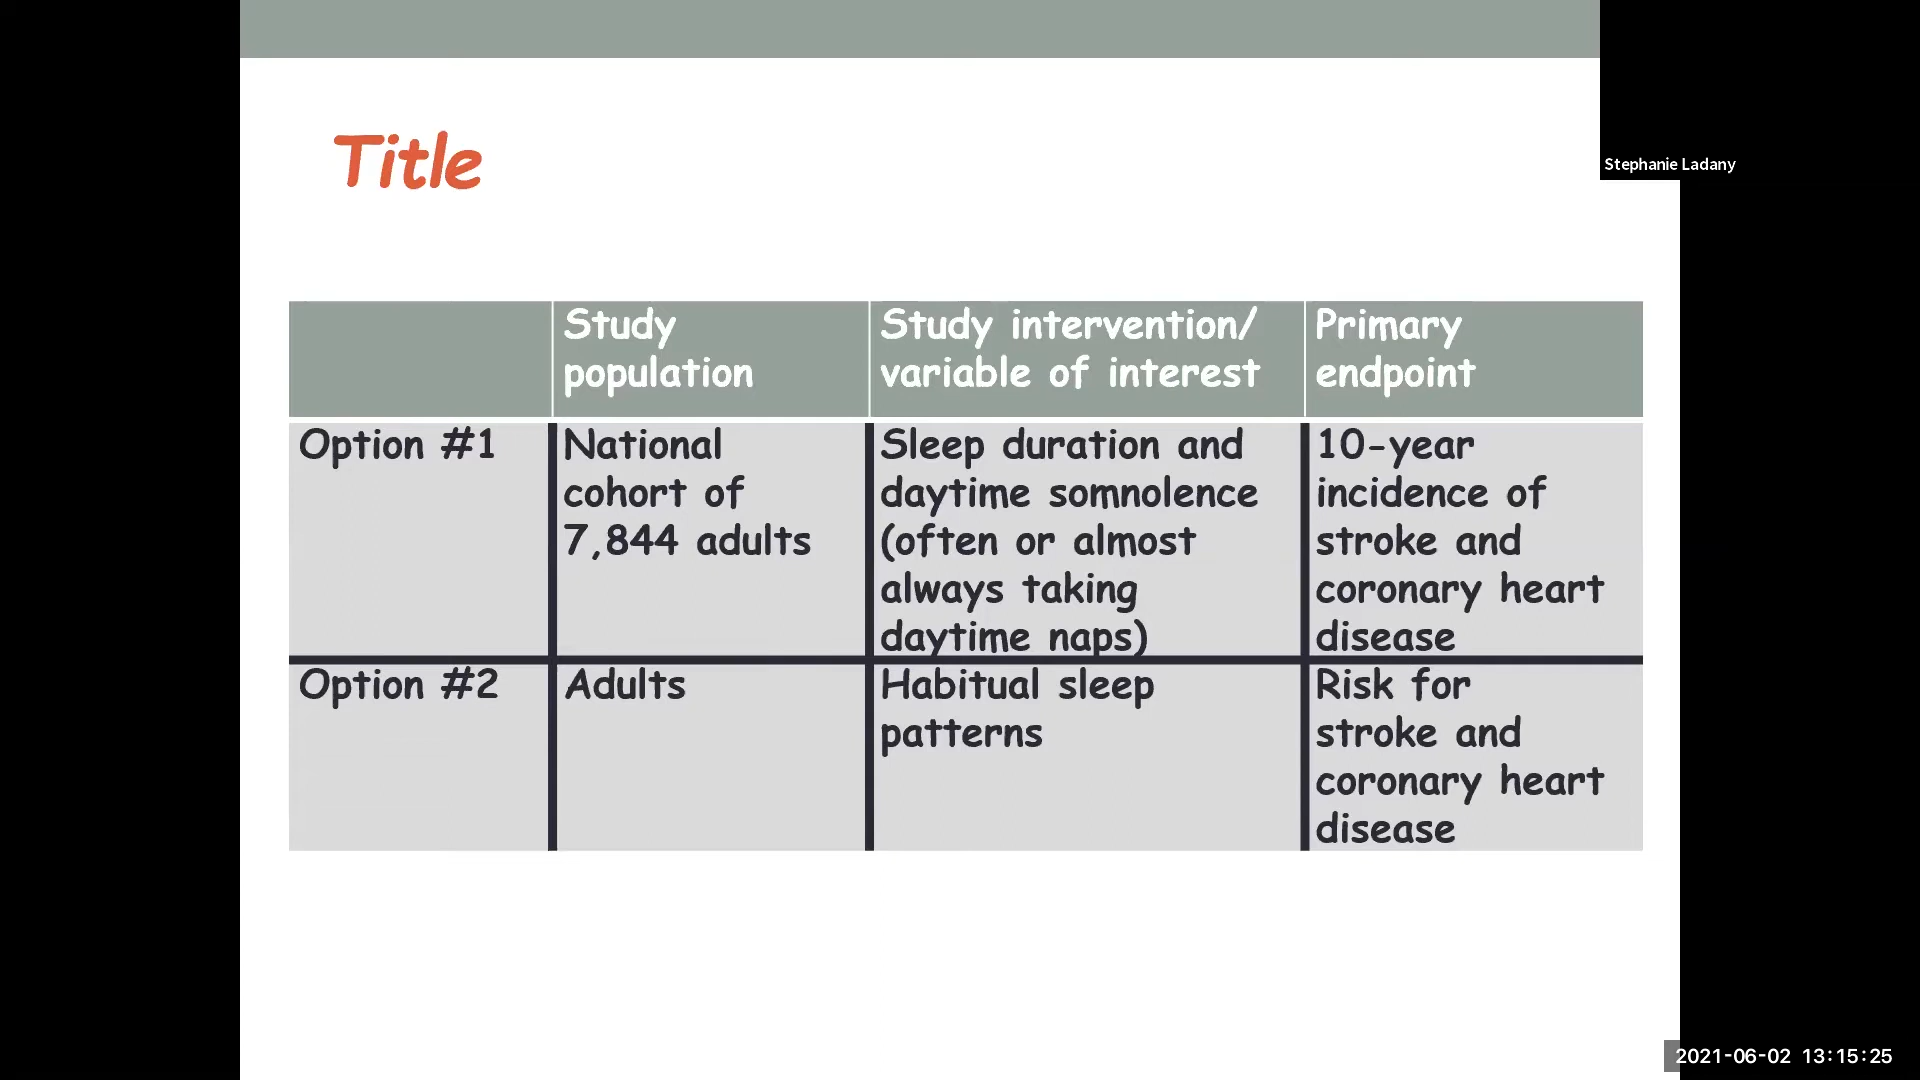 Title
Stephanie Ladany
Study population
Study intervention/
variable of interest
Primary
endpoint
Option #1
National
cohort of
7,844 adults
Sleep duration and
daytime somnolence
(often or almost
always taking
daytime naps)
10-year
incidence of
stroke and
coronary heart
disease
Option #2
Adults
Habitual sleep
patterns
Risk for
stroke and
coronary heart
disease
2021-06-02 13:15:25